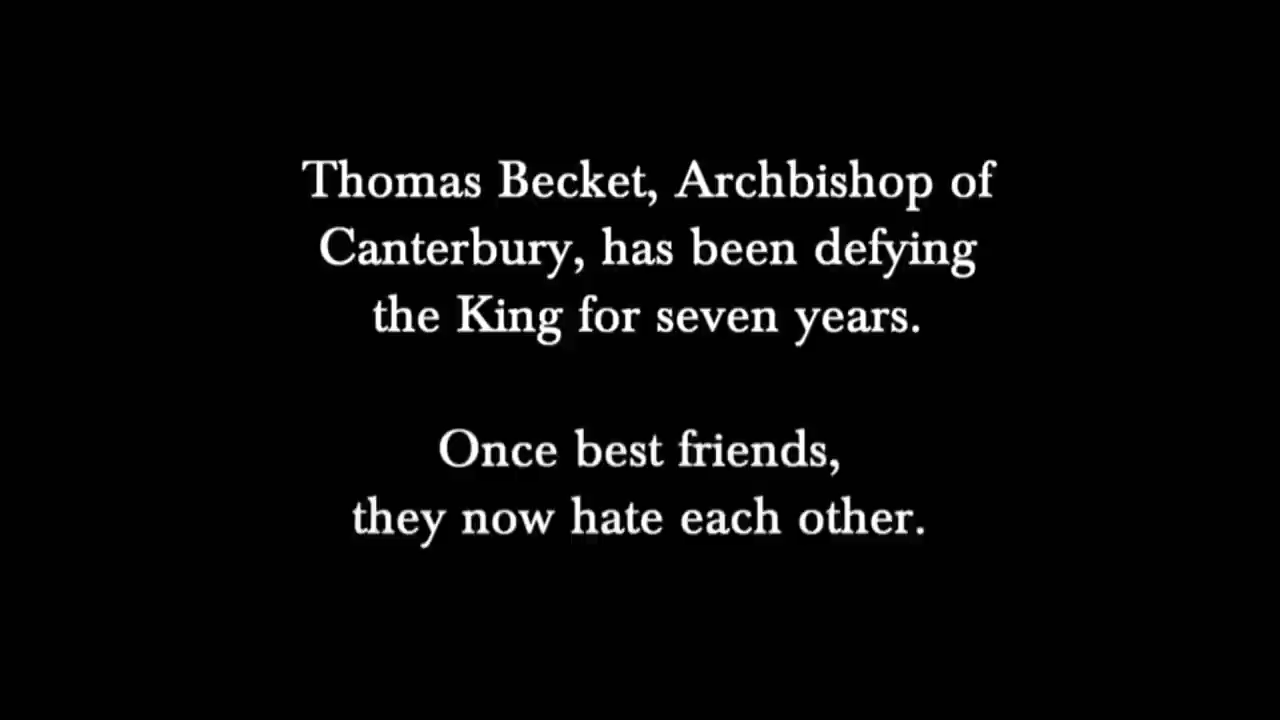 Thomas Becket, Archbishop of
Canterbury, has been defying
the King for seven years.
Once best friends,
they now hate each other.